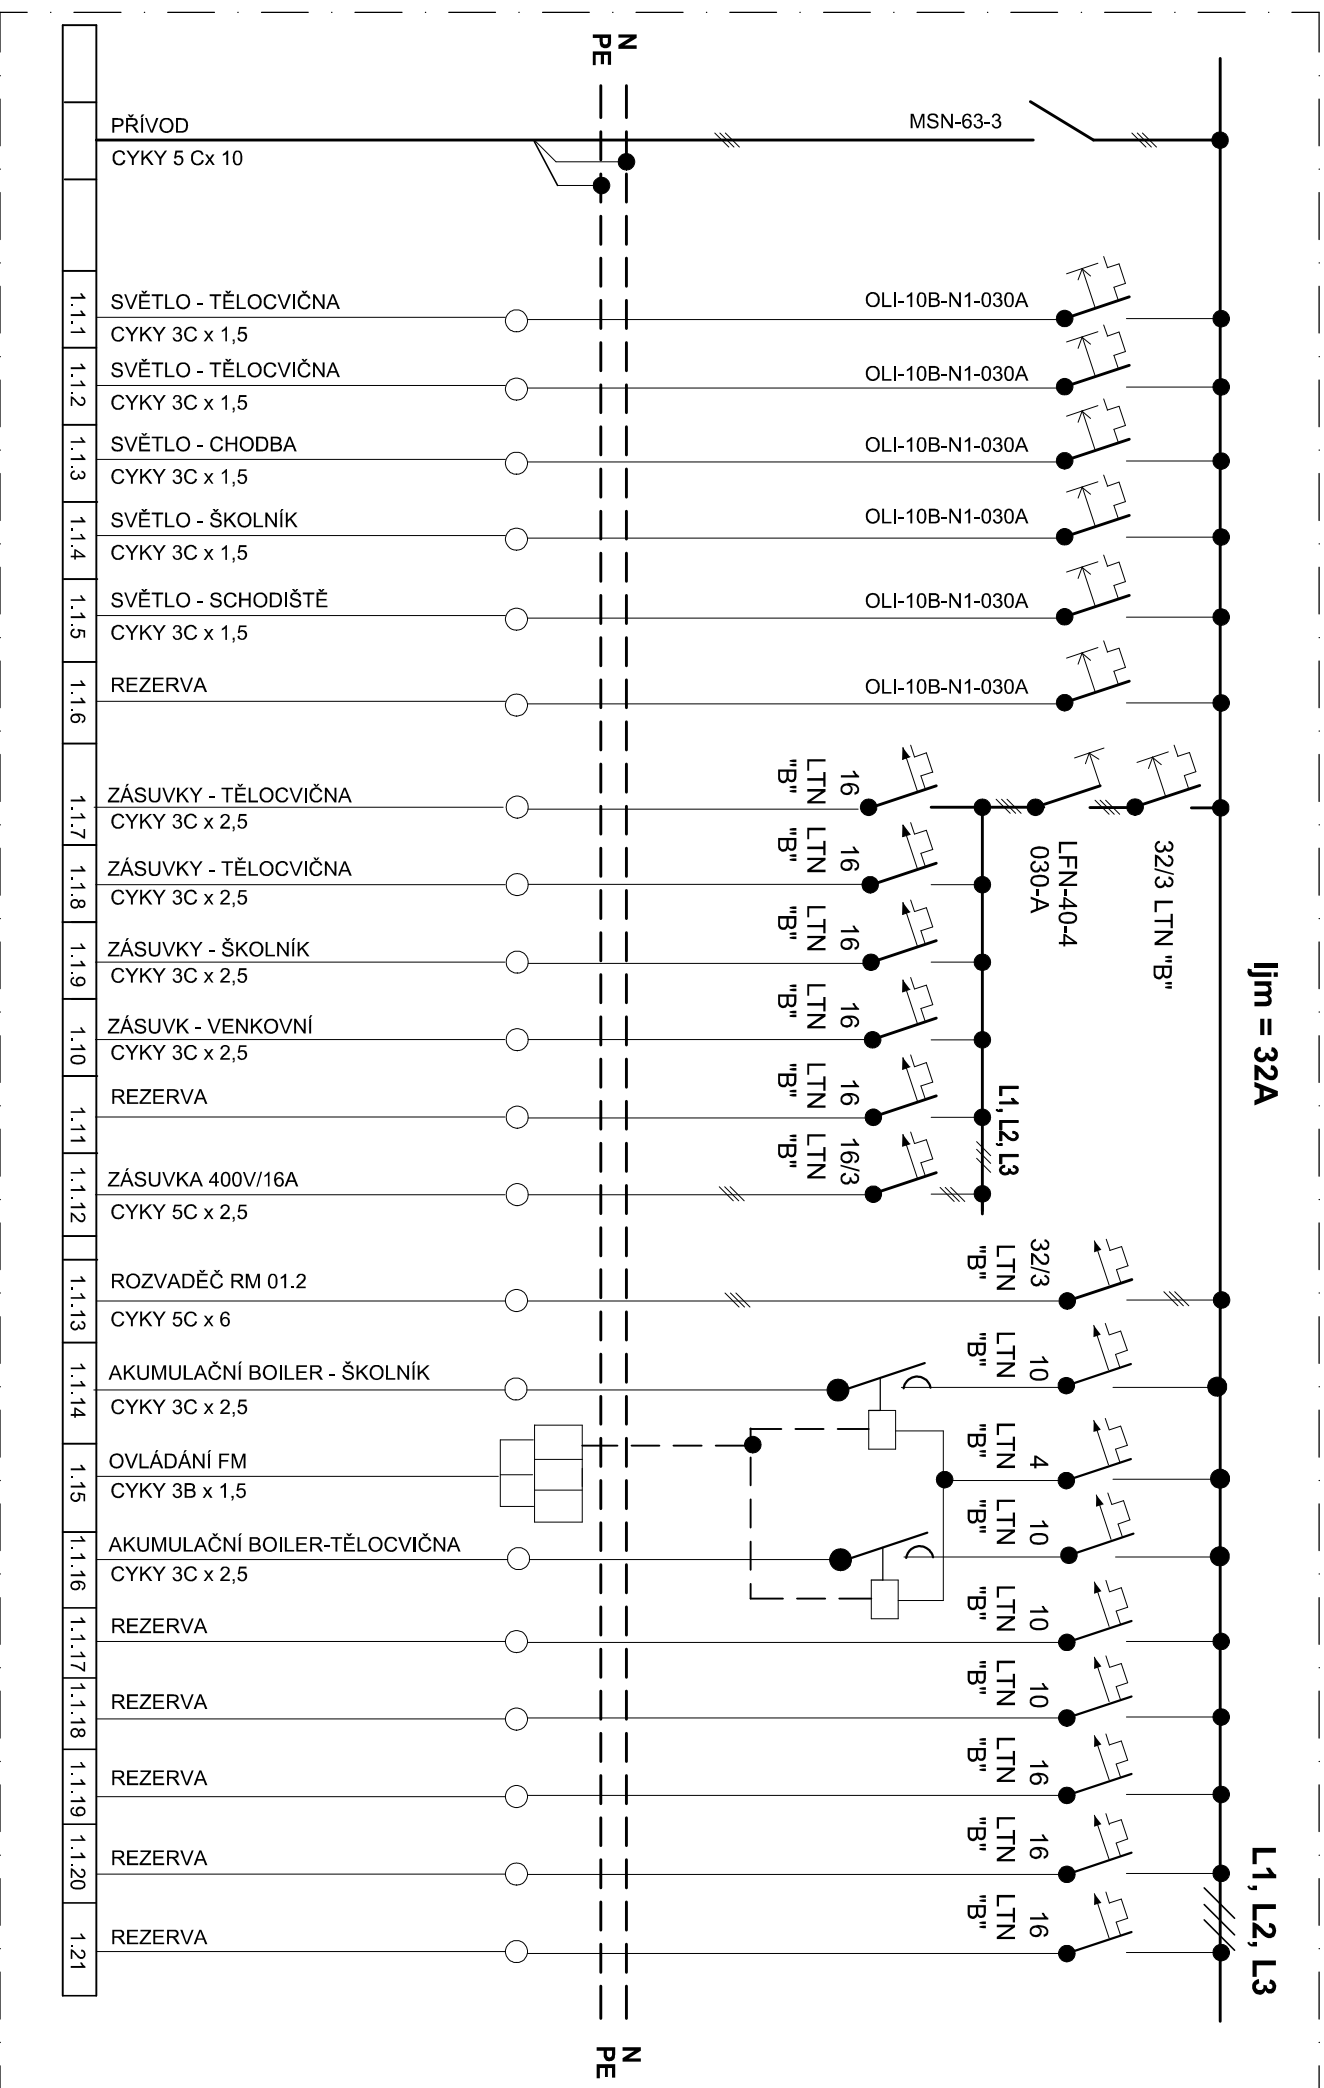 N
PE
PŘÍVOD
CYKY 5 Cx 10
MSN-63-3
1.1.1
SVĚTLO - TĚLOCVIČNA
CYKY 3C x 1,5
OLI-10B-N1-030A
1.1.2
SVĚTLO - TĚLOCVIČNA
CYKY 3C x 1,5
OLI-10B-N1-030A
1.1.3
SVĚTLO - CHODBA
CYKY 3C x 1,5
OLI-10B-N1-030A
1.1.4
SVĚTLO - ŠKOLNÍK
CYKY 3C x 1,5
OLI-10B-N1-030A
1.1.5
SVĚTLO - SCHODIŠTĚ
CYKY 3C x 1,5
OLI-10B-N1-030A
1.1.6
REZERVA
OLI-10B-N1-030A
1.1.7
ZÁSUVKY - TĚLOCVIČNA
CYKY 3C x 2,5
16
LTN
"B"
LFN-40-4
030-A
32/3 LTN "B"
Ijm = 32A
1.1.8
ZÁSUVKY - TĚLOCVIČNA
CYKY 3C x 2,5
16
LTN
"B"
1.1.9
ZÁSUVKY - ŠKOLNÍK
CYKY 3C x 2,5
16
LTN
"B"
1.10
ZÁSUVK - VENKOVNÍ
CYKY 3C x 2,5
16
LTN
"B"
1.11
REZERVA
16
LTN
"B"
L1, L2, L3
1.1.12
ZÁSUVKA 400V/16A
CYKY 5C x 2,5
16/3
LTN
"B"
1.1.13
ROZVADĚČ RM 01.2
CYKY 5C x 6
32/3
LTN
"B"
1.1.14
AKUMULAČNÍ BOILER - ŠKOLNÍK
CYKY 3C x 2,5
10
LTN
"B"
1.15
OVLÁDÁNÍ FM
CYKY 3B x 1,5
4
LTN
"B"
1.1.16
AKUMULAČNÍ BOILER-TĚLOCVIČNA
CYKY 3C x 2,5
10
LTN
"B"
1.1.17
REZERVA
10
LTN
"B"
1.1.18
REZERVA
10
LTN
"B"
1.1.19
REZERVA
16
LTN
"B"
1.1.20
REZERVA
16
LTN
"B"
1.21
REZERVA
16
LTN
"B"
L1, L2, L3
N
PE